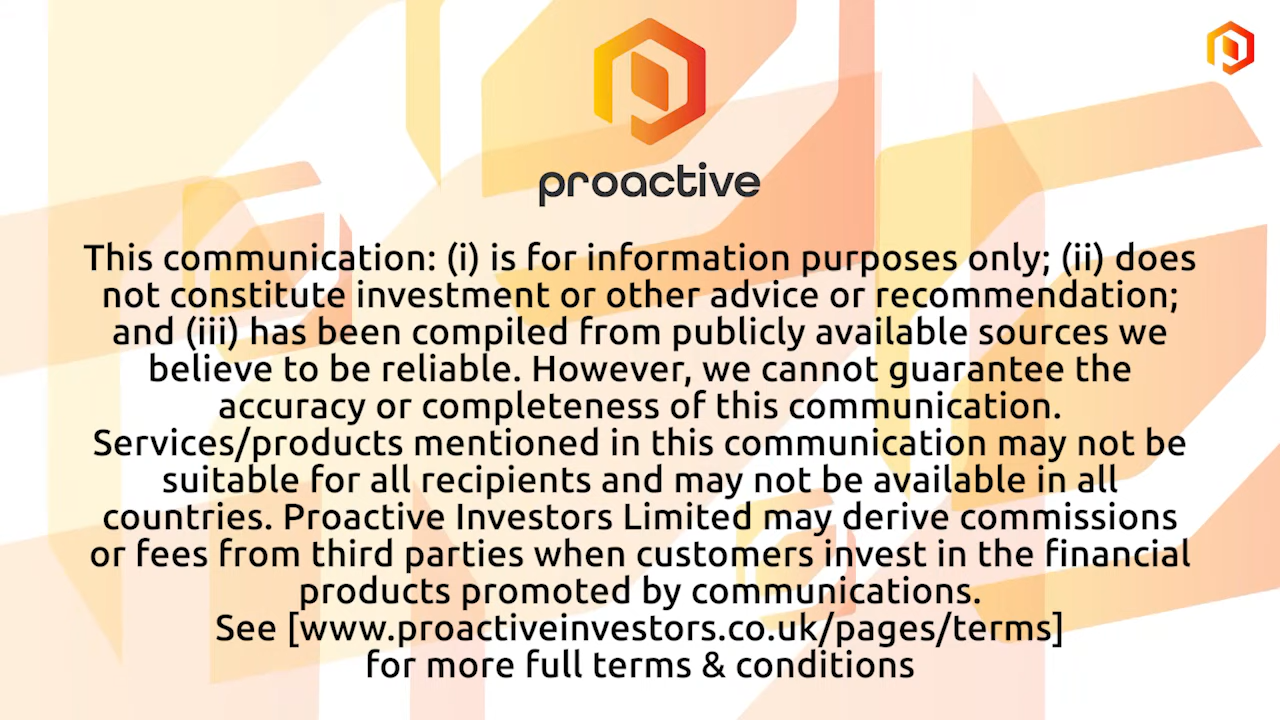 proactive
This communication: (i) is for information purposes only; (ii) does
not constitute investment or other advice or recommendation;
and (iii) has been compiled from publicly available sources we
believe to be reliable. However, we cannot guarantee the
accuracy or completeness of this communication.
Services/products mentioned in this communication may not be
suitable for all recipients and may not be available in all
countries. Proactive Investors Limited may derive commissions
or fees from third parties when customers invest in the financial
products promoted by communications.
See [www.proactiveinvestors.co.uk/pages/terms]
for more full terms & conditions